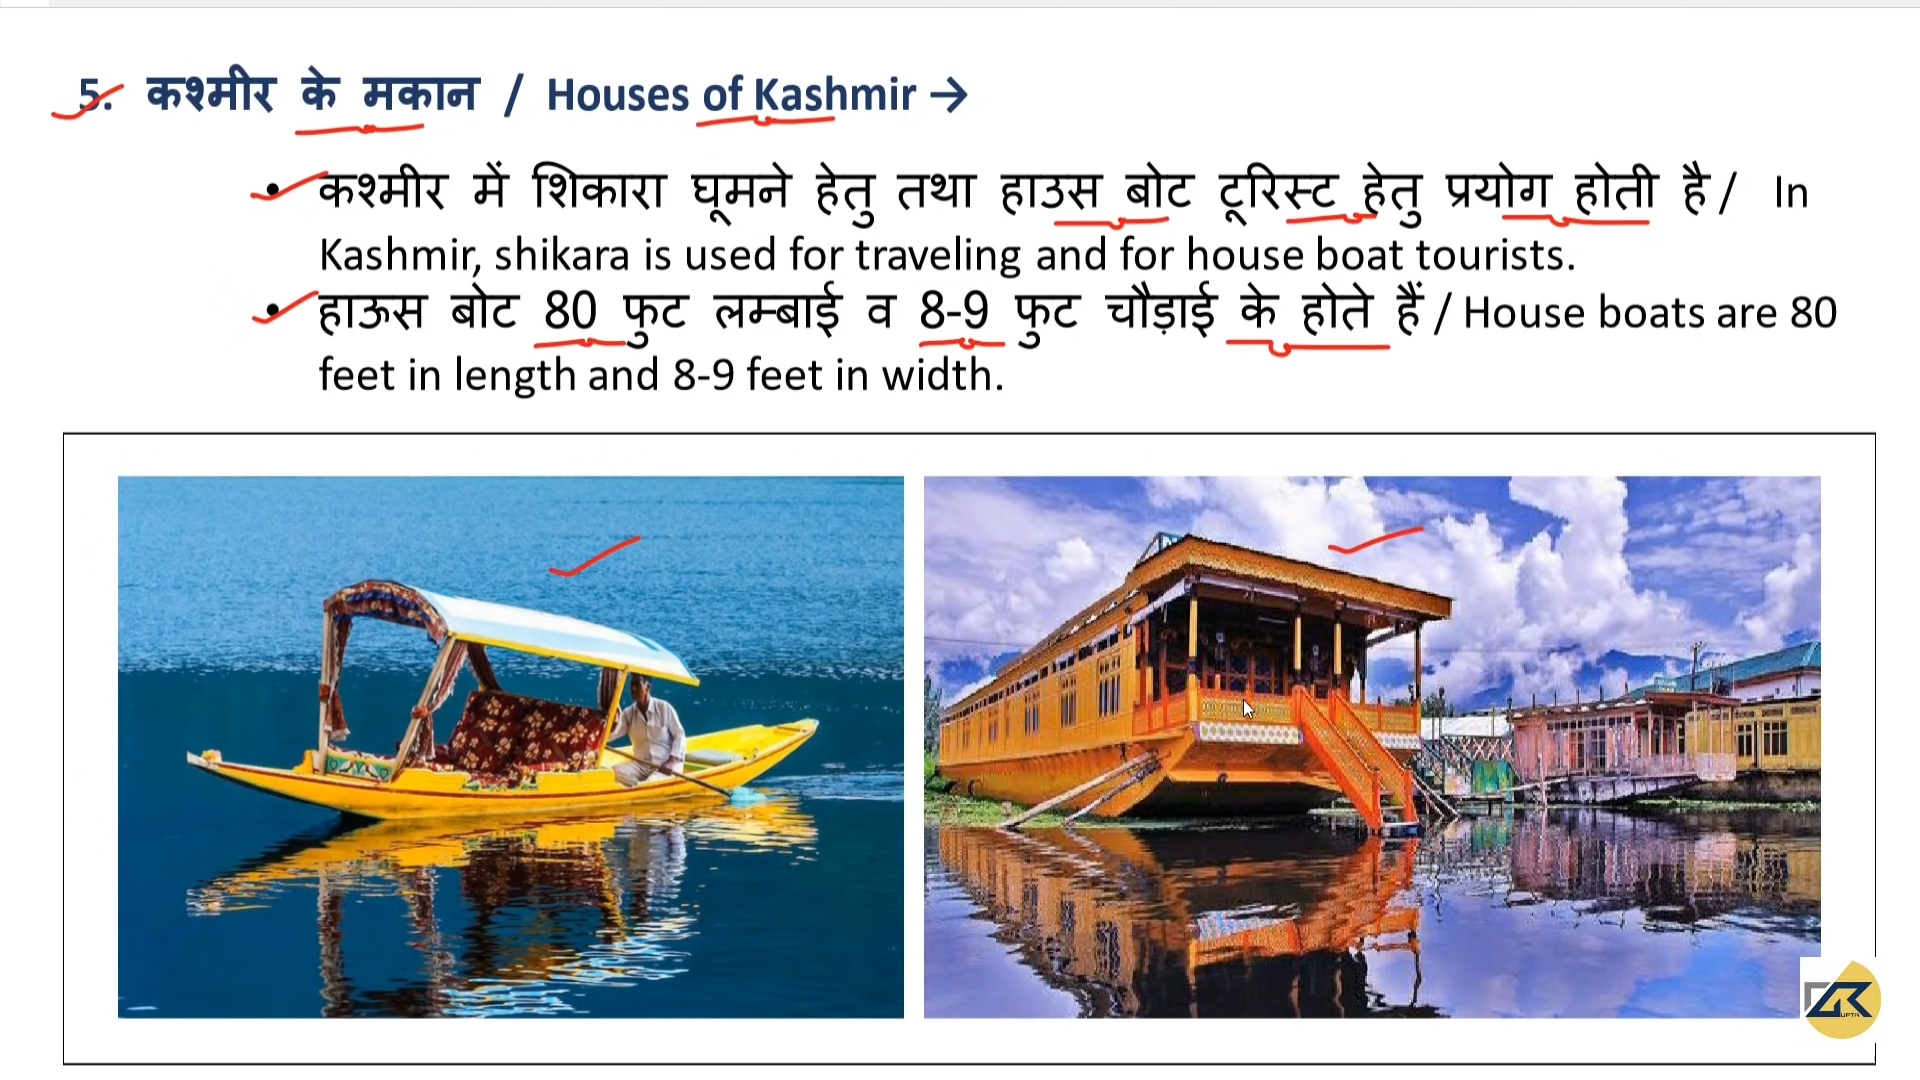 5. कश्मीर के मकान / Houses of Kashmir →
• कश्मीर में शिकारा घूमने हेतु तथा हाउस बोट टूरिस्ट हेतु प्रयोग होती है / In
Kashmir, shikara is used for traveling and for house boat tourists.
• हाऊस बोट 80 फुट लम्बाई व 8-9 फुट चौड़ाई के होते हैं / House boats are 80
feet in length and 8-9 feet in width.
UPTA